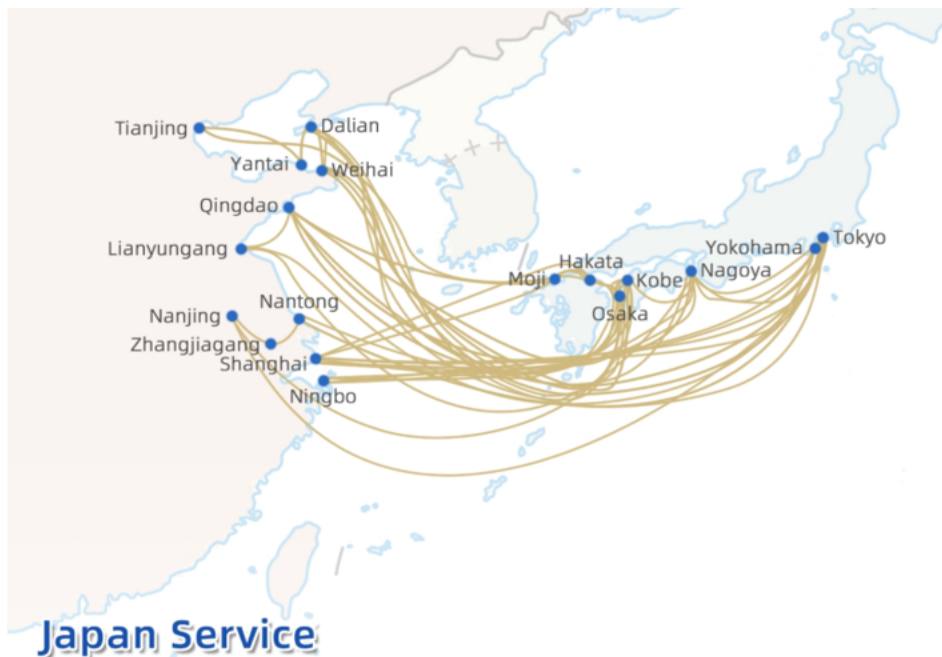 Tianjing
Dalian
Yantai
Weihai
Qingdao
Lianyungang
Tokyo
Yokohama
Hakata
Nagoya
Moji
Kobe
Osaka
Nantong
Nanjing
Zhangjiagang
Shanghai
Ningbo
Japan Service